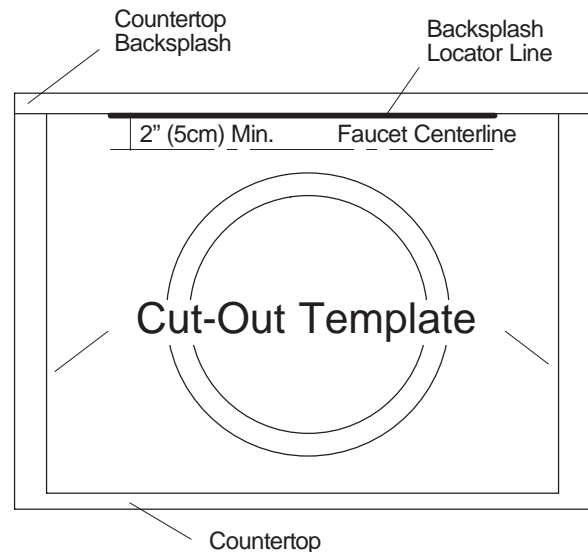 Countertop
Backsplash
Backsplash
Locator Line
2” (5cm) Min.
Faucet Centerline
Cut-Out Template
Countertop